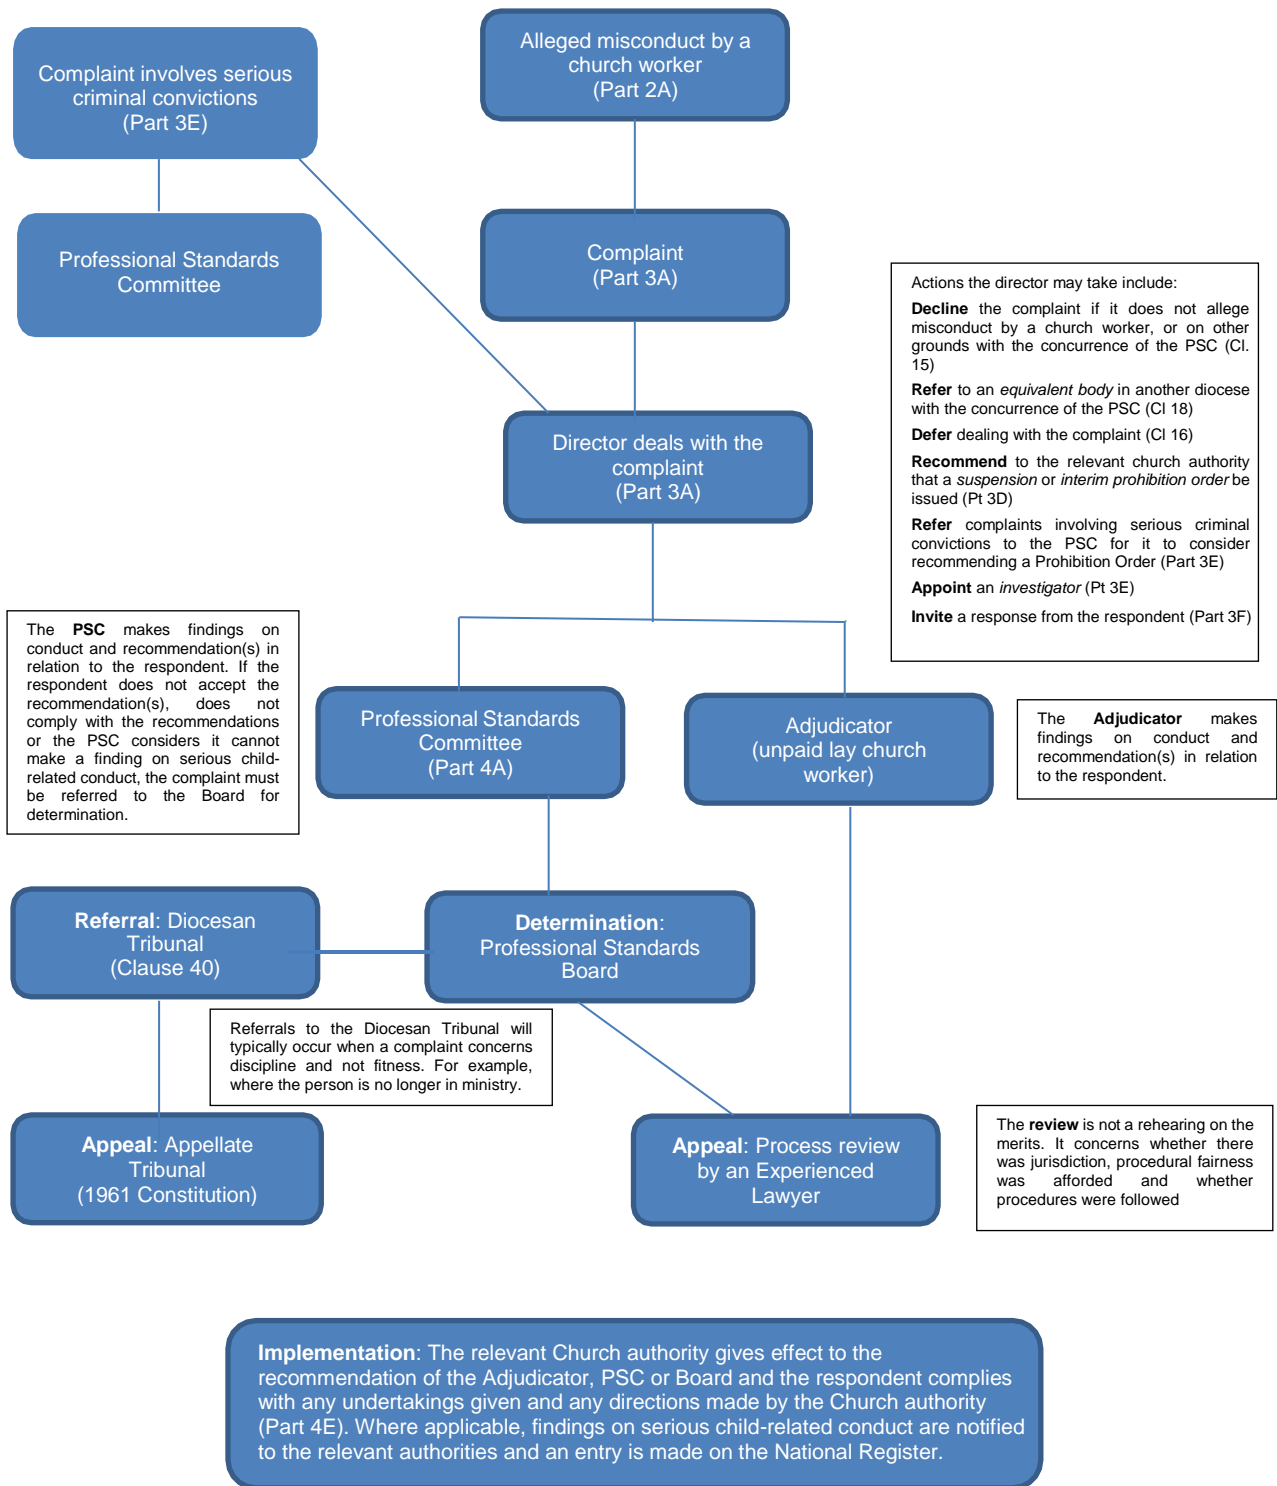 Complaint involves serious
criminal convictions
(Part 3E)
Alleged misconduct by a
church worker
(Part 2A)
Professional Standards
Committee
Complaint
(Part 3A)
Actions the director may take include:
Decline the complaint if it does not allege
misconduct by a church worker, or on other
grounds with the concurrence of the PSC (Cl.
15)
Refer to an equivalent body in another diocese
with the concurrence of the PSC (Cl 18)
Defer dealing with the complaint (Cl 16)
Recommend to the relevant church authority
that a suspension or interim prohibition order be
issued (Pt 3D)
Refer complaints involving serious criminal
convictions to the PSC for it to consider
recommending a Prohibition Order (Part 3E)
Appoint an investigator (Pt 3E)
Invite a response from the respondent (Part 3F)
Director deals with the
complaint
(Part 3A)
The PSC makes findings on
conduct and recommendation(s) in
relation to the respondent. If the
respondent does not accept the
recommendation(s), does not
comply with the recommendations
or the PSC considers it cannot
make a finding on serious child-
related conduct, the complaint must
be referred to the Board for
determination.
Professional Standards
Committee
(Part 4A)
Adjudicator
(unpaid lay church
worker)
The Adjudicator makes
findings on conduct and
recommendation(s) in relation
to the respondent.
Referral: Diocesan
Tribunal
(Clause 40)
Determination:
Professional Standards
Board
Referrals to the Diocesan Tribunal will
typically occur when a complaint concerns
discipline and not fitness. For example,
where the person is no longer in ministry.
Appeal: Appellate
Tribunal
(1961 Constitution)
Appeal: Process review
by an Experienced
Lawyer
The review is not a rehearing on the
merits. It concerns whether there
was jurisdiction, procedural fairness
was afforded and whether
procedures were followed
Implementation: The relevant Church authority gives effect to the
recommendation of the Adjudicator, PSC or Board and the respondent complies
with any undertakings given and any directions made by the Church authority
(Part 4E). Where applicable, findings on serious child-related conduct are notified
to the relevant authorities and an entry is made on the National Register.